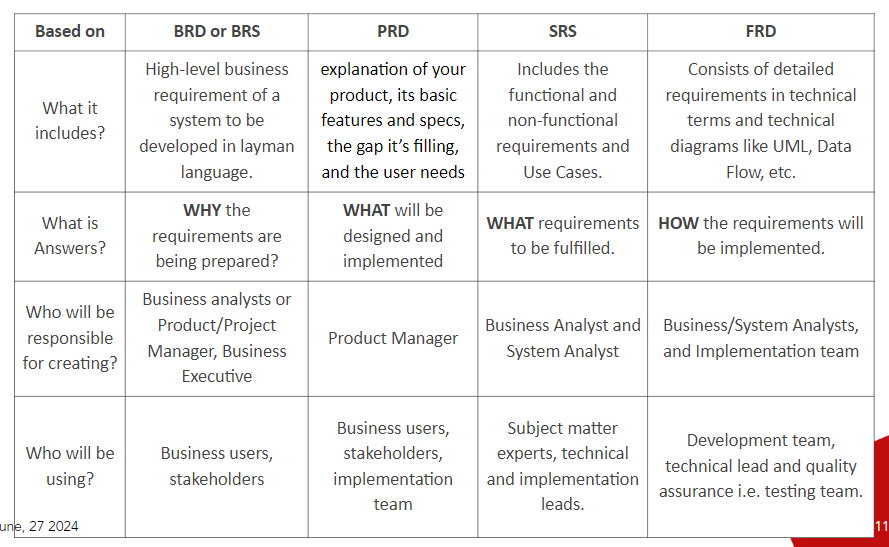 Based on
BRD or BRS
PRD
SRS
FRD
What it
includes?
High-level business
requirement of a
system to be
developed in layman
language.
explanation of your
product, its basic
features and specs,
the gap it's filling,
and the user needs
Includes the
functional and
non-functional
requirements and
Use Cases.
Consists of detailed
requirements in technical
terms and technical
diagrams like UML, Data
Flow, etc.
What is
Answers?
WHY the
requirements are
being prepared?
WHAT will be
designed and
implemented
WHAT requirements
to be fulfilled.
HOW the requirements will
be implemented.
Who will be
responsible
for creating?
Business analysts or
Product/Project
Manager, Business
Executive
Product Manager
Business Analyst and
System Analyst
Business/System Analysts,
and Implementation team
Who will be
using?
Business users,
stakeholders
Business users,
stakeholders,
implementation
team
Subject matter
experts, technical
and implementation
leads.
Development team,
technical lead and quality
assurance i.e. testing team.
une, 27 2024
11